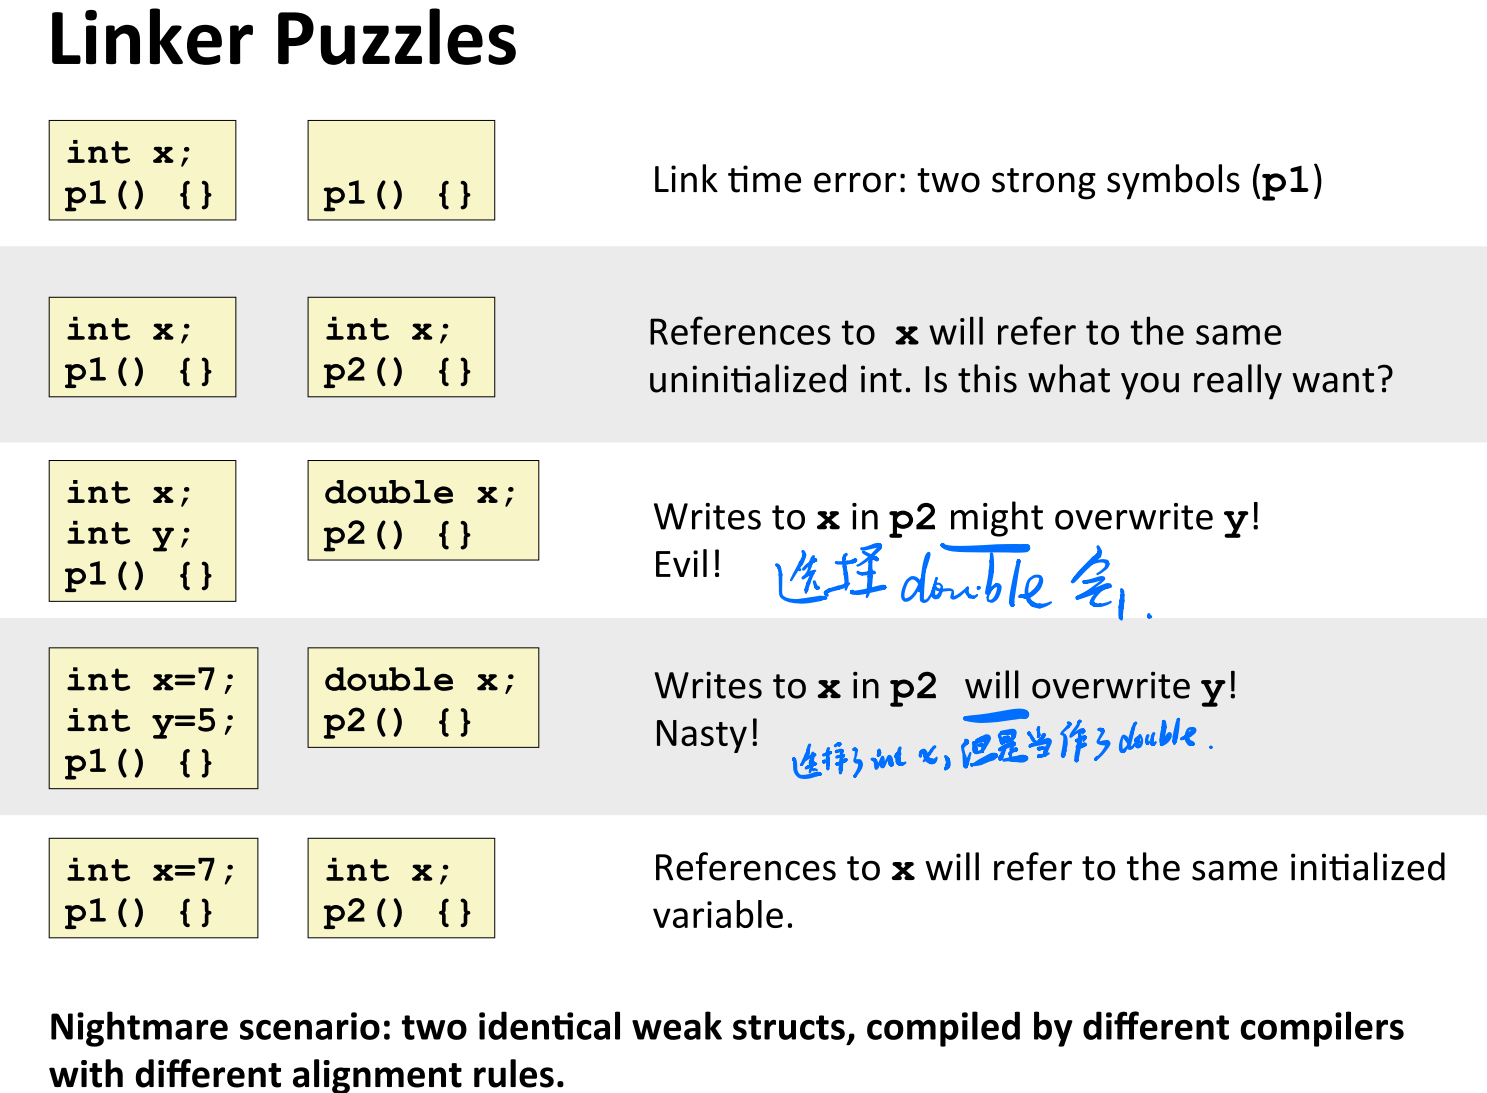 Linker Puzzles
int x;
p1() {}
p1() {}
Link time error: two strong symbols (p1)
int x;
p1() {}
int x;
p2() {}
References to x will refer to the same
uninitialized int. Is this what you really want?
int x;
int y;
p1() {}
double x;
p2() {}
Writes to x in p2 might overwrite y!
Evil!
选择 double 会,.
int x=7;
int y=5;
p1() {}
double x;
p2() {}
Writes to x in p2 will overwrite y!
Nasty!
选择了 int x, 但是当作了 double.
int x=7;
p1() {}
int x;
p2() {}
References to x will refer to the same initialized
variable.
Nightmare scenario: two identical weak structs, compiled by different compilers
with different alignment rules.